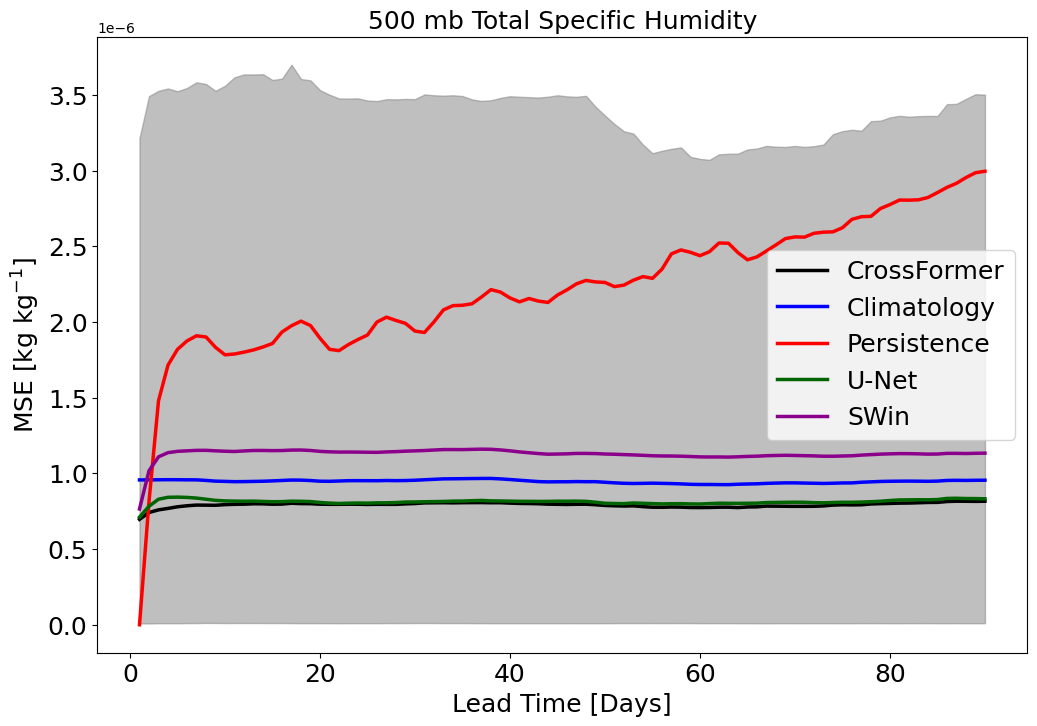 500 mb Total Specific Humidity
1e−6
MSE [kg kg⁻¹]
3.5
3.0
2.5
2.0
1.5
1.0
0.5
0.0
CrossFormer
Climatology
Persistence
U-Net
SWin
0 20 40 60 80
Lead Time [Days]